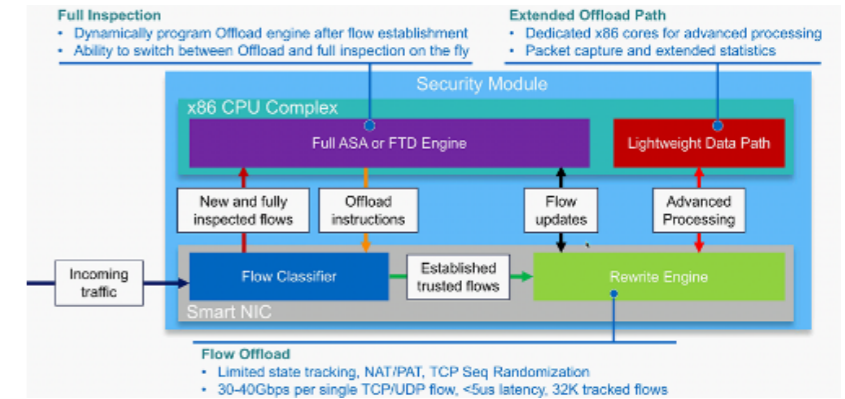 Full Inspection
• Dynamically program Offload engine after flow establishment
• Ability to switch between Offload and full inspection on the fly
Extended Offload Path
• Dedicated x86 cores for advanced processing
• Packet capture and extended statistics
Security Module
x86 CPU Complex
Full ASA or FTD Engine
Lightweight Data Path
New and fully
inspected flows
Offload
instructions
Flow
updates
Advanced
Processing
Incoming
traffic
Flow Classifier
Established
trusted flows
Rewrite Engine
Smart NIC
Flow Offload
• Limited state tracking, NAT/PAT, TCP Seq Randomization
• 30-40Gbps per single TCP/UDP flow, <5us latency, 32K tracked flows